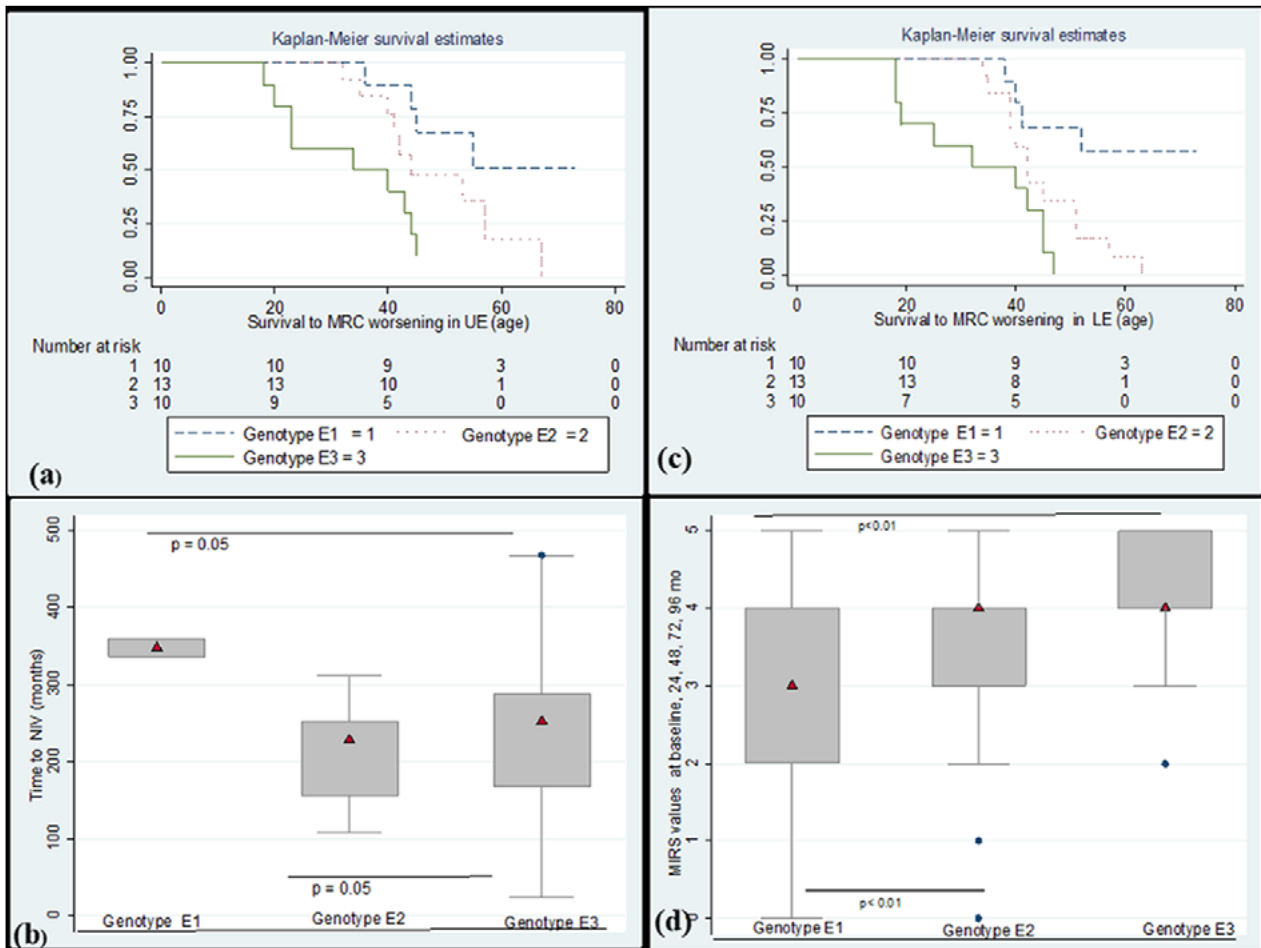 Kaplan-Meier survival estimates
1.00
0.75
0.50
0.25
0.00
0 20 40 60 80
Survival to MRC worsening in UE (age)
Number at risk
1 10 10 9 3 0
2 13 13 10 1 0
3 10 9 5 0 0
Genotype E1 = 1 Genotype E2 = 2
Genotype E3 = 3
(a)
Kaplan-Meier survival estimates
1.00
0.75
0.50
0.25
0.00
0 20 40 60 80
Survival to MRC worsening in LE (age)
Number at risk
1 10 10 9 3 0
2 13 13 8 1 0
3 10 7 5 0 0
Genotype E1 = 1 Genotype E2 = 2
Genotype E3 = 3
(c)
Time to NIV (months)
500
400
300
200
100
0
p = 0.05
p = 0.05
Genotype E1 Genotype E2 Genotype E3
(b)
MIRS values at baseline, 24, 48, 72, 96 mo
5
4
3
2
1
0
p<0.01
p<0.01
Genotype E1 Genotype E2 Genotype E3
(d)